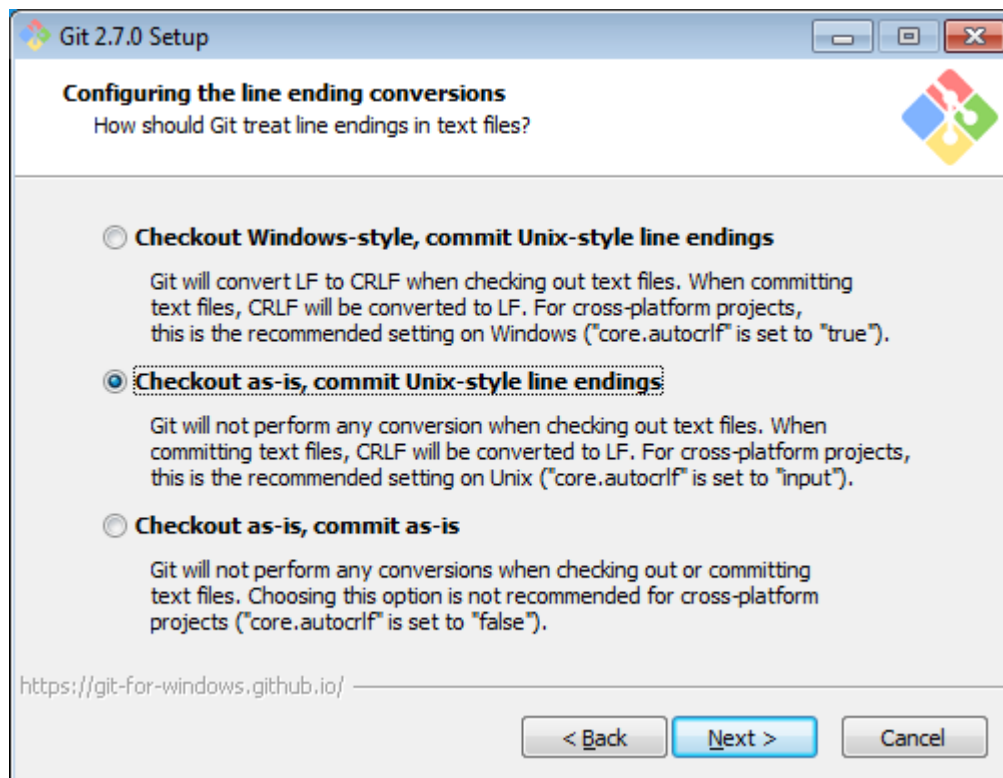 Git 2.7.0 Setup
Configuring the line ending conversions
How should Git treat line endings in text files?
Checkout Windows-style, commit Unix-style line endings
Git will convert LF to CRLF when checking out text files. When committing
text files, CRLF will be converted to LF. For cross-platform projects,
this is the recommended setting on Windows ("core.autocrlf" is set to "true").
Checkout as-is, commit Unix-style line endings
Git will not perform any conversion when checking out text files. When
committing text files, CRLF will be converted to LF. For cross-platform projects,
this is the recommended setting on Unix ("core.autocrlf" is set to "input").
Checkout as-is, commit as-is
Git will not perform any conversions when checking out or committing
text files. Choosing this option is not recommended for cross-platform
projects ("core.autocrlf" is set to "false").
https://git-for-windows.github.io/
< Back Next > Cancel